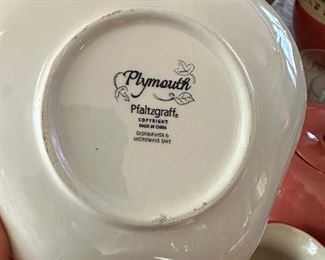 Plymouth
Pfaltzgraff®
COPYRIGHT
MADE IN CHINA
DISHWASHER &
MICROWAVE SAFE